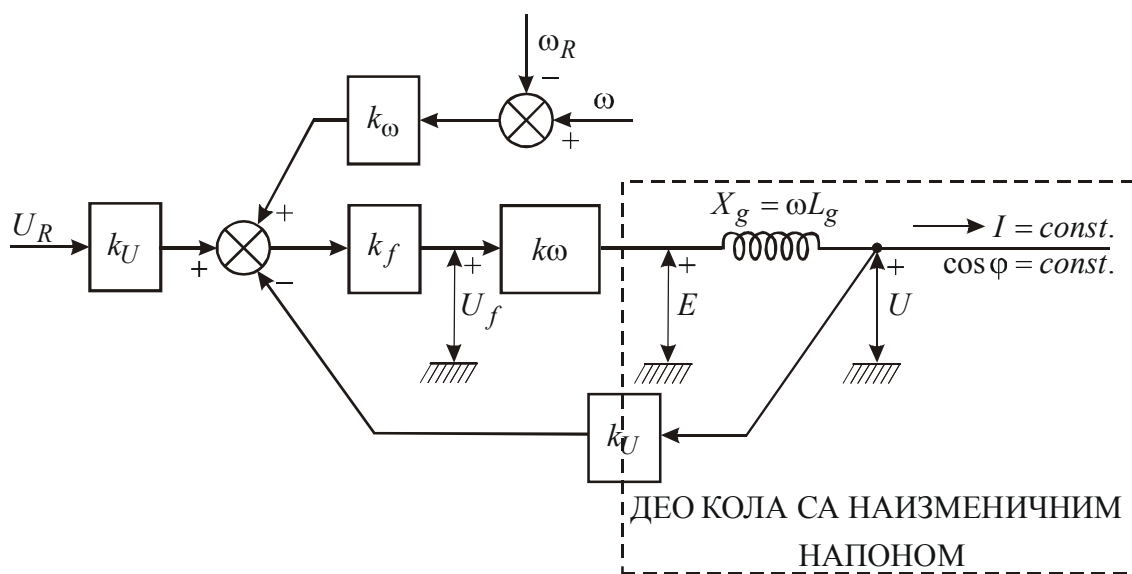 ω_R
−
ω
+
k_ω
U_R
k_U
+
+
−
k_f
+
U_f
kω
X_g = ωL_g
+
E
I = const.
cos φ = const.
+
U
k_U
ДЕО КОЛА СА НАИЗМЕНИЧНИМ
НАПОНОМ